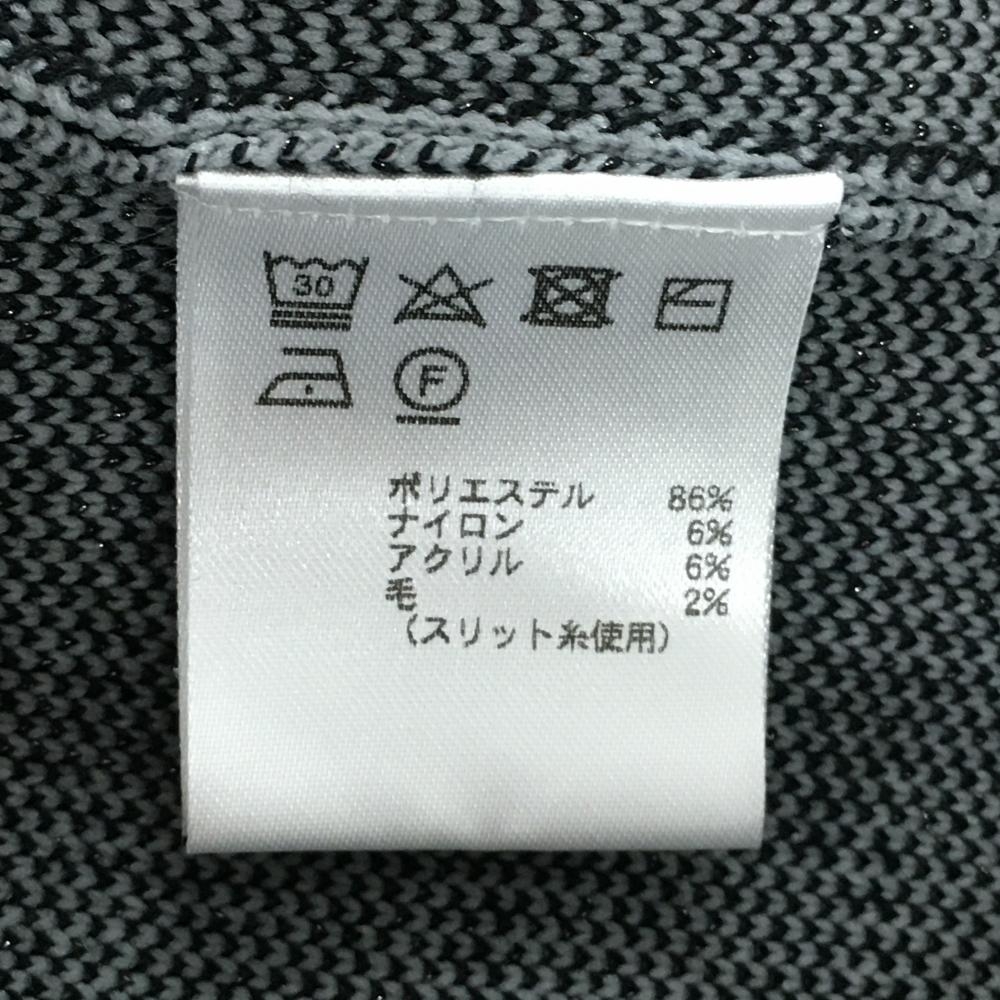 30
F
ポリエステル 86%
ナイロン 6%
アクリル 6%
毛 2%
(スリット糸使用)